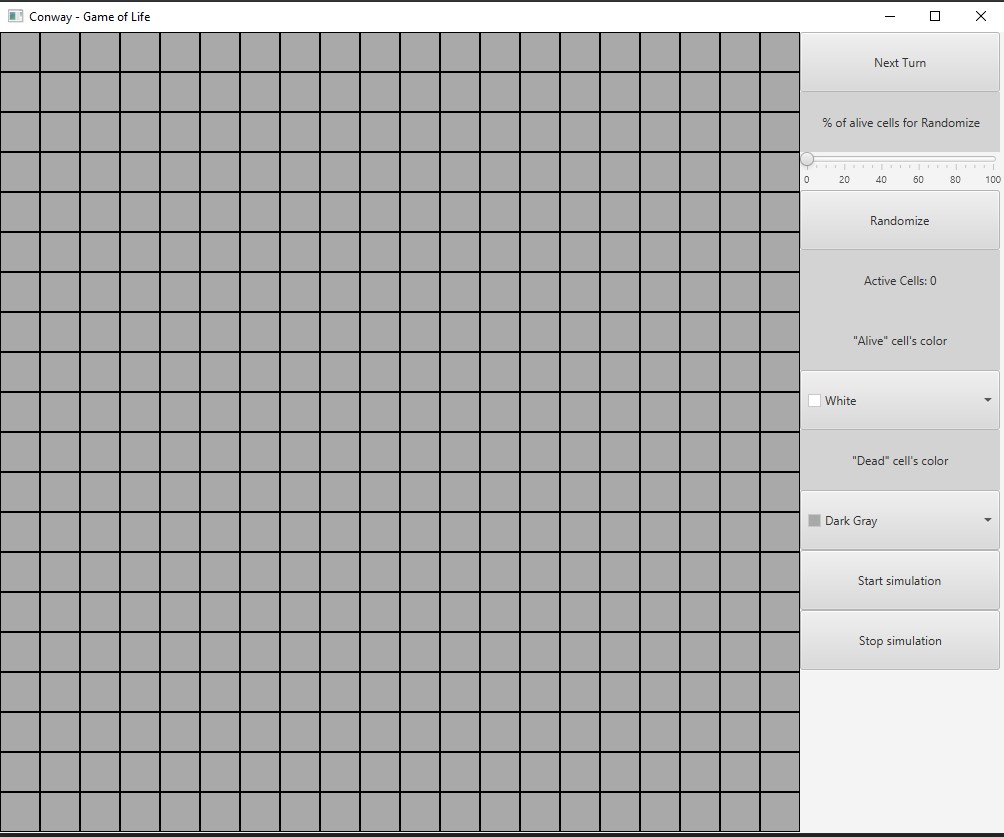 Conway - Game of Life
Next Turn
% of alive cells for Randomize
0 20 40 60 80 100
Randomize
Active Cells: 0
"Alive" cell's color
White
"Dead" cell's color
Dark Gray
Start simulation
Stop simulation